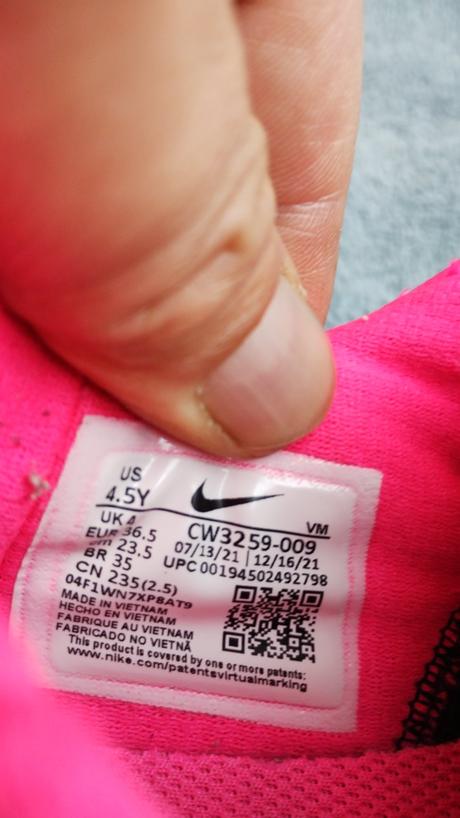 US
4.5Y
UK 4
EUR 36.5
cm 23.5
BR 35
CN 235(2.5)
VM
CW3259-009
07/13/21 | 12/16/21
UPC 00194502492798
04F1WN7XP8AT9
MADE IN VIETNAM
HECHO EN VIETNAM
FABRIQUE AU VIETNAM
FABRICADO NO VIETNÃ
This product is covered by one or more patents:
www.nike.com/patentsvirtualmarking